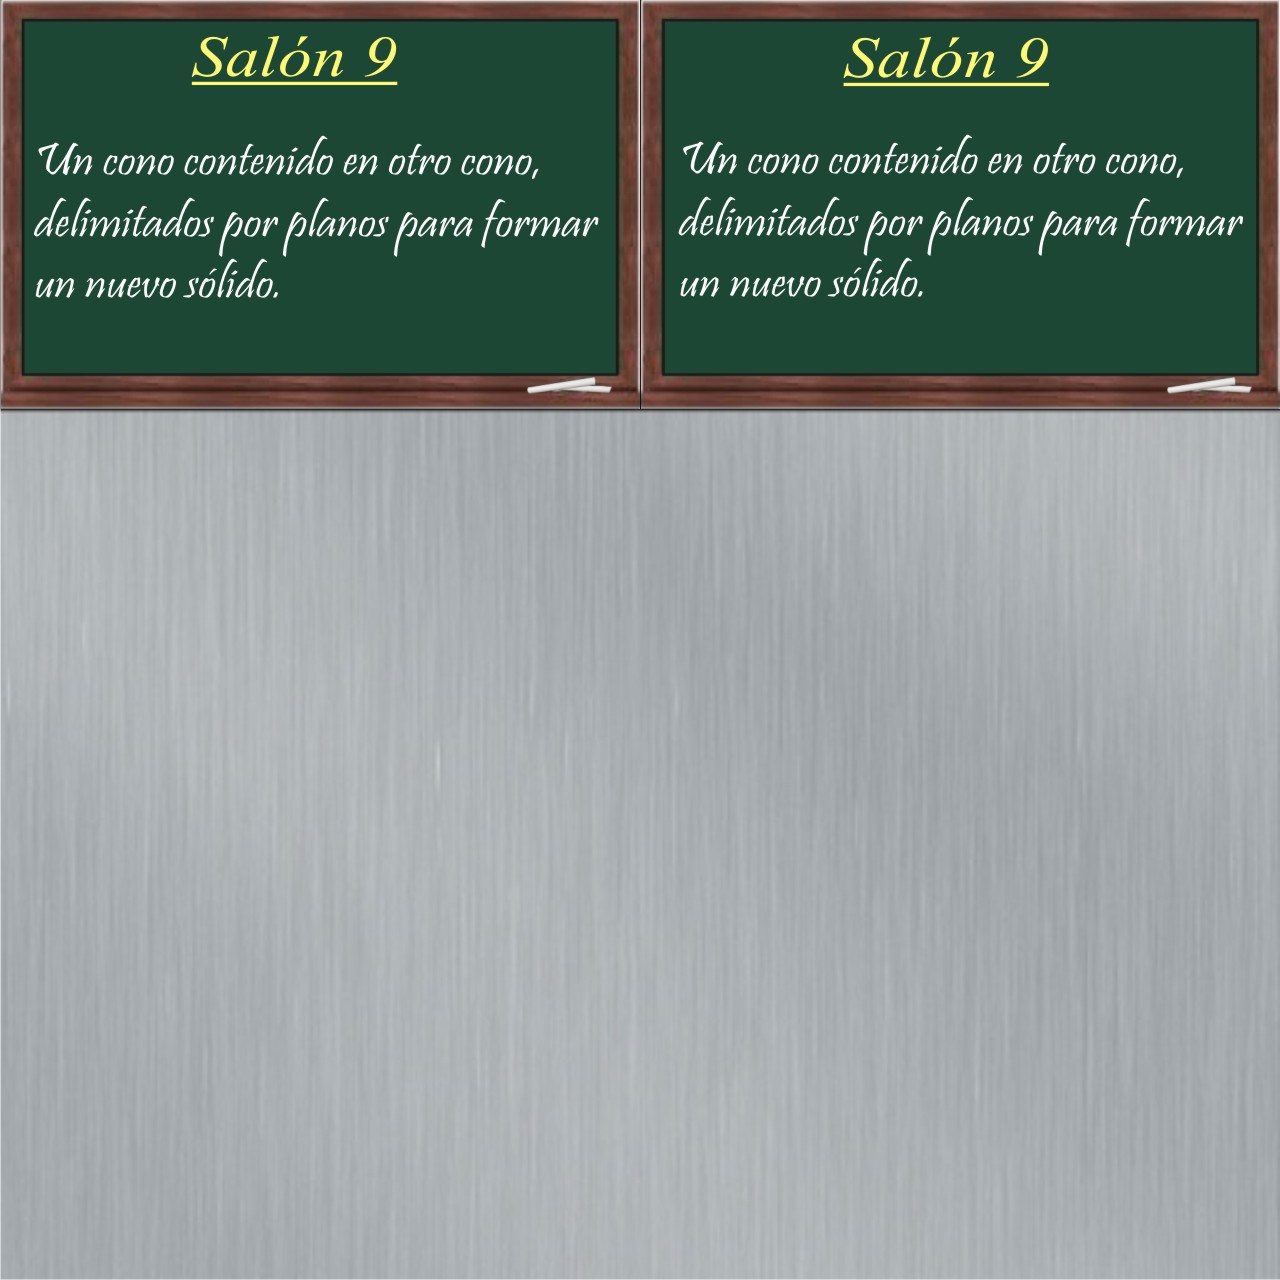 Salón 9
Un cono contenido en otro cono,
delimitados por planos para formar
un nuevo sólido.
Salón 9
Un cono contenido en otro cono,
delimitados por planos para formar
un nuevo sólido.